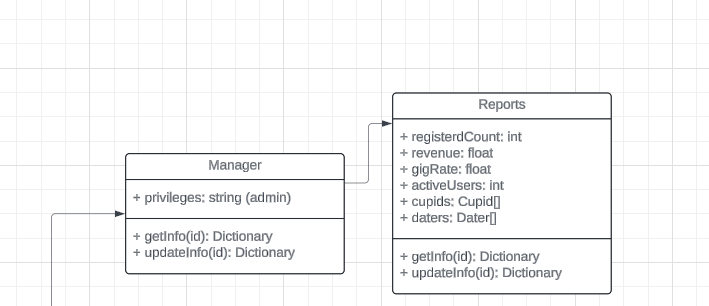 Reports
+ registerdCount: int
+ revenue: float
+ gigRate: float
+ activeUsers: int
+ cupids: Cupid[]
+ daters: Dater[]
+ getInfo(id): Dictionary
+ updateInfo(id): Dictionary
Manager
+ privileges: string (admin)
+ getInfo(id): Dictionary
+ updateInfo(id): Dictionary